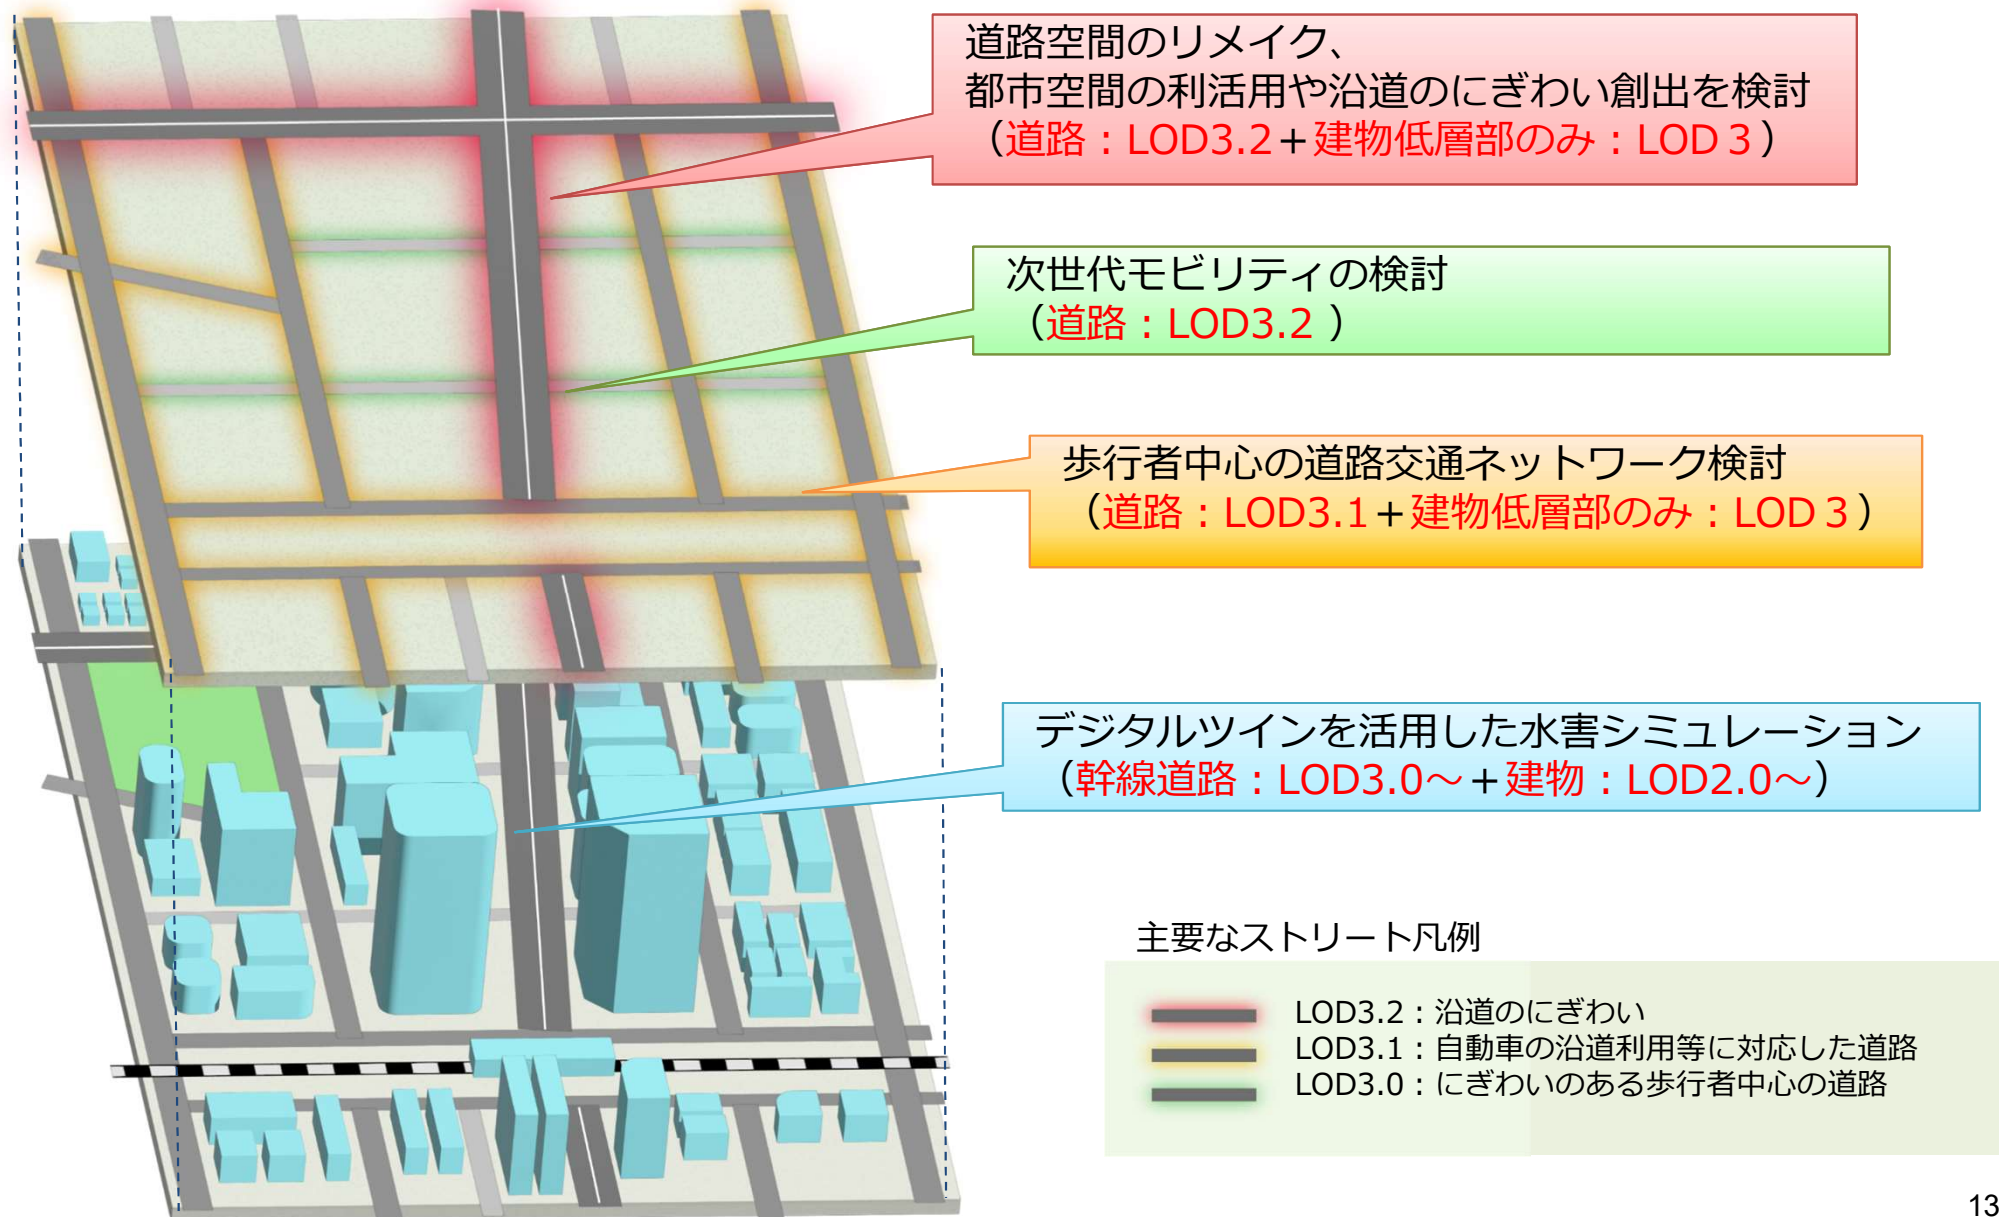 道路空間のリメイク、
都市空間の利活用や沿道のにぎわい創出を検討
（道路：LOD3.2＋建物低層部のみ：LOD３）
次世代モビリティの検討
（道路：LOD3.2 ）
歩行者中心の道路交通ネットワーク検討
（道路：LOD3.1＋建物低層部のみ：LOD３）
デジタルツインを活用した水害シミュレーション
（幹線道路：LOD3.0～＋建物：LOD2.0～）
主要なストリート凡例
LOD3.2：沿道のにぎわい
LOD3.1：自動車の沿道利用等に対応した道路
LOD3.0：にぎわいのある歩行者中心の道路
13